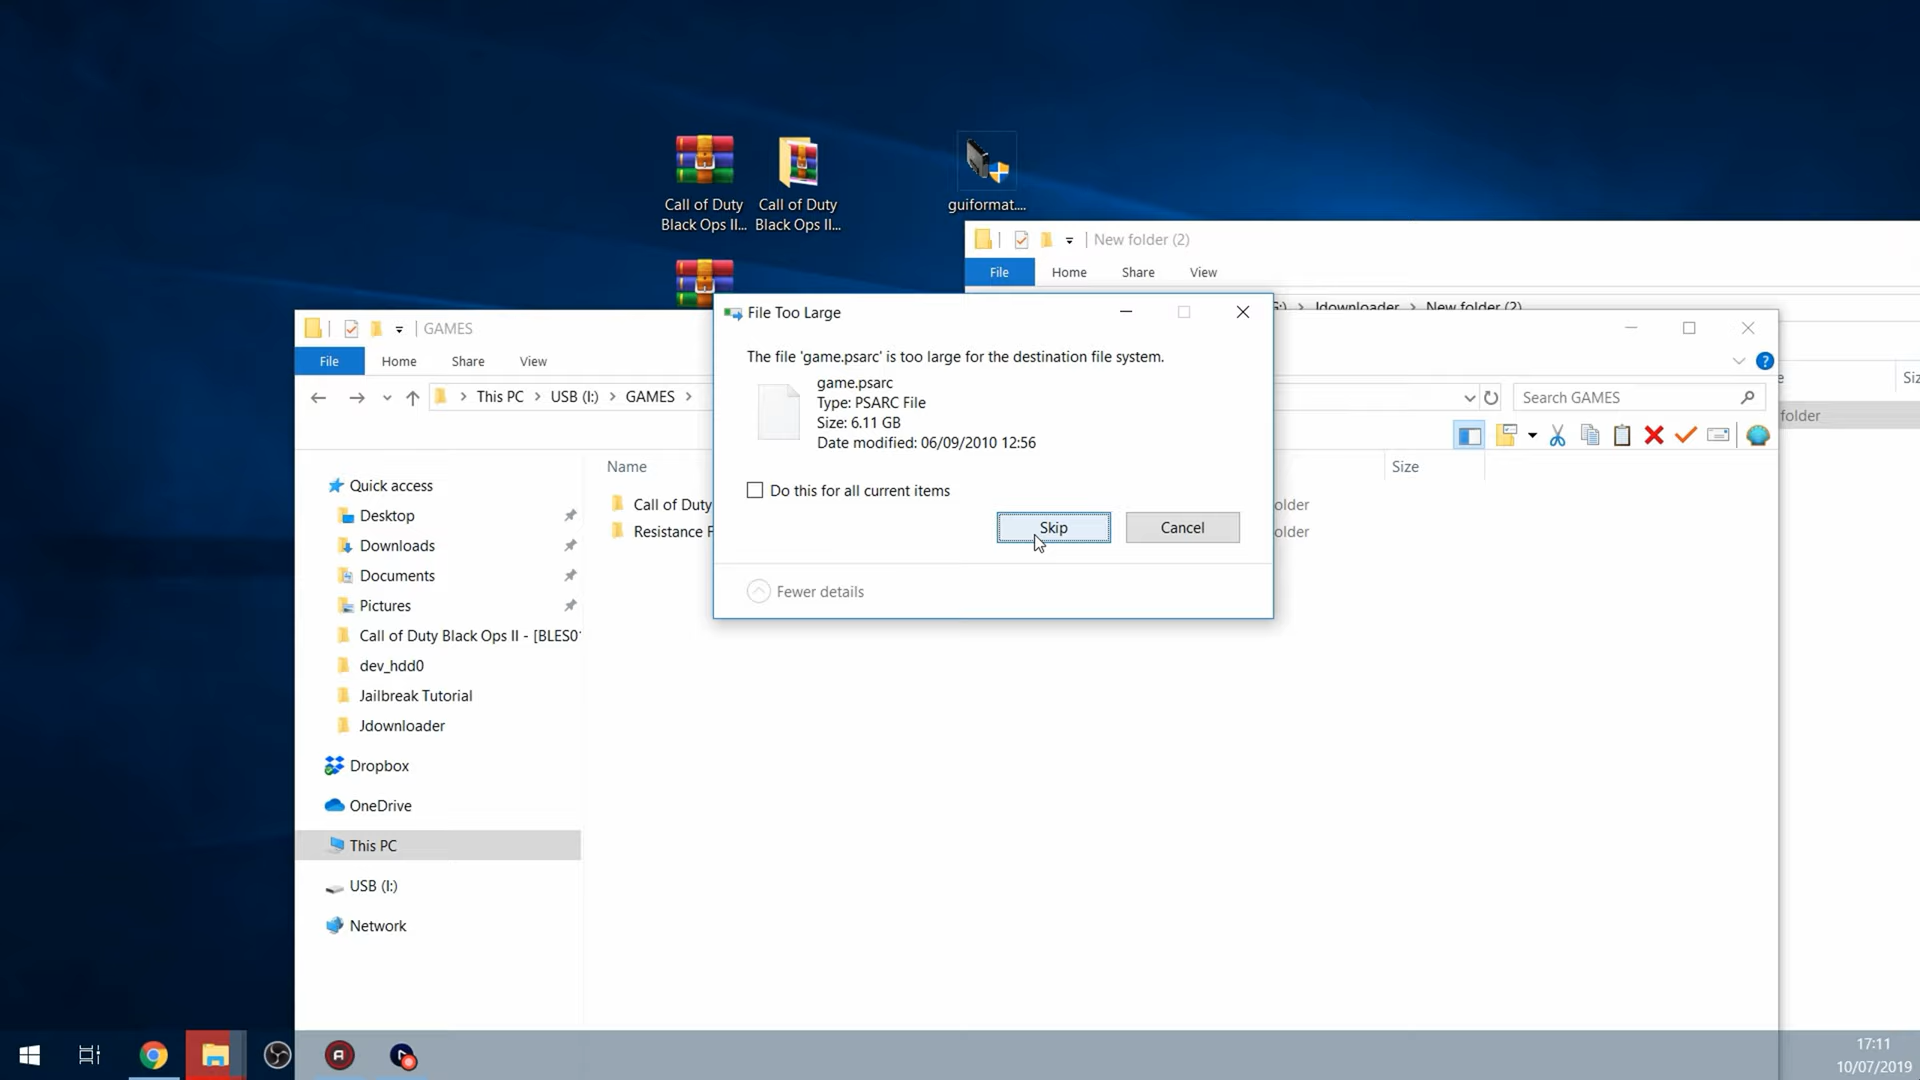 Call of Duty
Black Ops II...
Call of Duty
Black Ops II...
guiformat....
New folder (2)
File
Home
Share
View
Jdownloader
New folder (2)
folder
GAMES
File
Home
Share
View
This PC
USB (I:)
GAMES
Search GAMES
Name
Size
Call of Duty
older
Resistance F
older
Quick access
Desktop
Downloads
Documents
Pictures
Call of Duty Black Ops II - [BLES01
dev_hdd0
Jailbreak Tutorial
Jdownloader
Dropbox
OneDrive
This PC
USB (I:)
Network
File Too Large
The file 'game.psarc' is too large for the destination file system.
game.psarc
Type: PSARC File
Size: 6.11 GB
Date modified: 06/09/2010 12:56
Do this for all current items
Skip
Cancel
Fewer details
17:11
10/07/2019